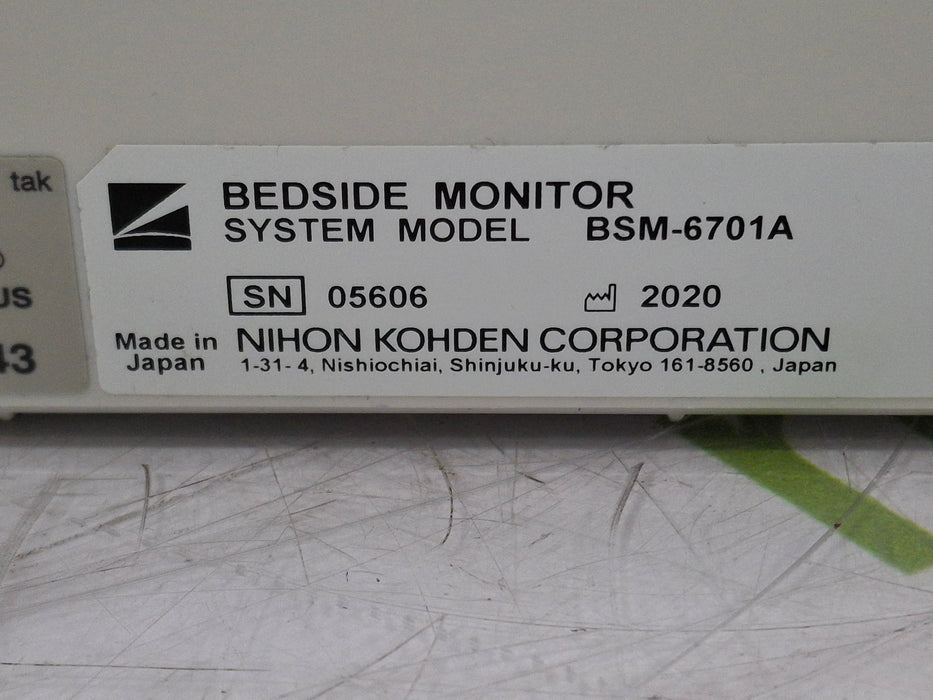 tak
US
43
BEDSIDE MONITOR
SYSTEM MODEL BSM-6701A
SN 05606 2020
Made in Japan
NIHON KOHDEN CORPORATION
1-31-4, Nishiochiai, Shinjuku-ku, Tokyo 161-8560 , Japan